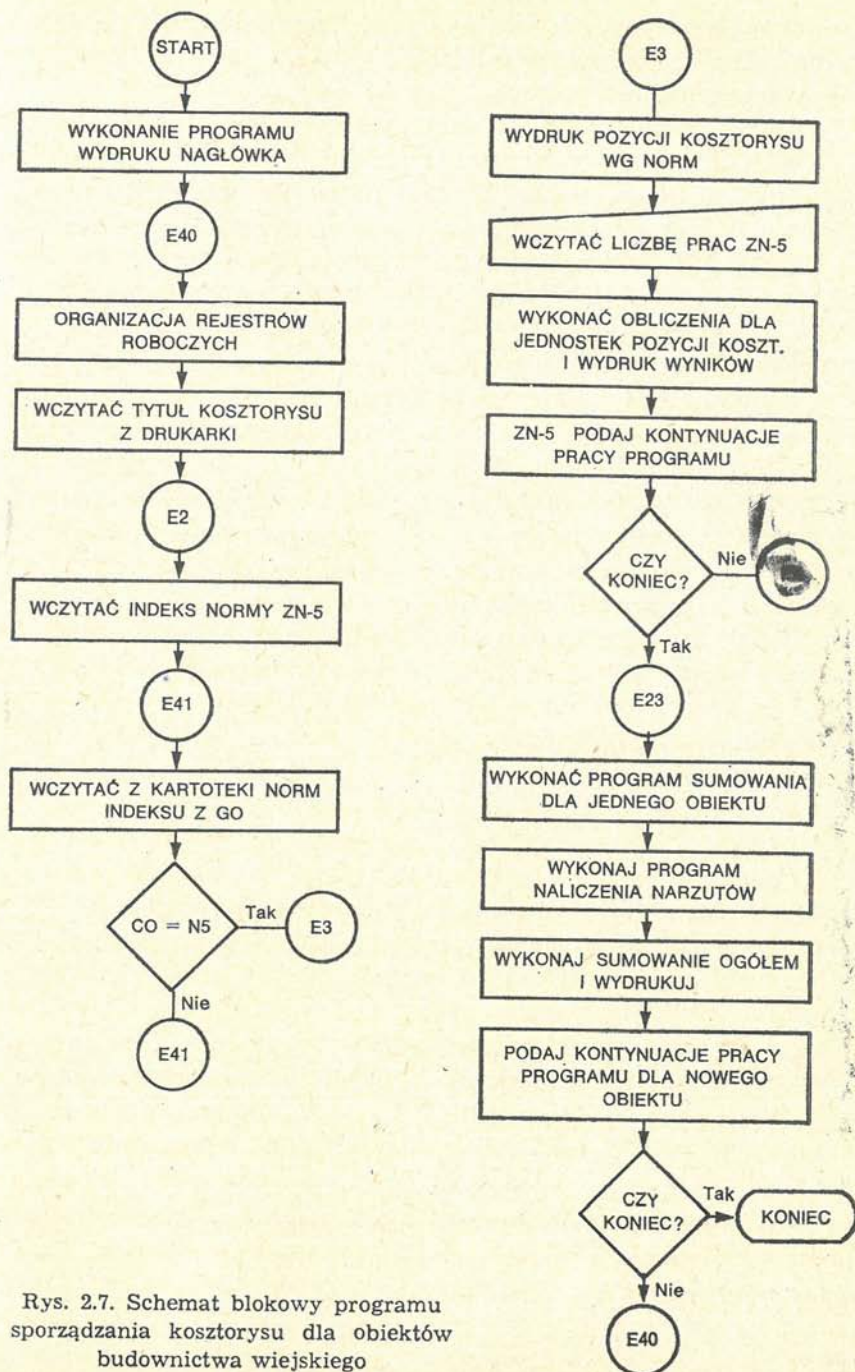 START
WYKONANIE PROGRAMU
WYDRUKU NAGŁÓWKA
E40
ORGANIZACJA REJESTRÓW
ROBOCZYCH
WCZYTAĆ TYTUŁ KOSZTORYSU
Z DRUKARKI
E2
WCZYTAĆ INDEKS NORMY ZN-5
E41
WCZYTAĆ Z KARTOTEKI NORM
INDEKSU Z GO
CO = N5
Tak
E3
Nie
E41
E3
WYDRUK POZYCJI KOSZTORYSU
WG NORM
WCZYTAĆ LICZBĘ PRAC ZN-5
WYKONAĆ OBLICZENIA DLA
JEDNOSTEK POZYCJI KOSZT.
I WYDRUK WYNIKÓW
ZN-5 PODAJ KONTYNUACJE
PRACY PROGRAMU
CZY
KONIEC?
Nie
Tak
E23
WYKONAĆ PROGRAM SUMOWANIA
DLA JEDNEGO OBIEKTU
WYKONAJ PROGRAM
NALICZENIA NARZUTÓW
WYKONAJ SUMOWANIE OGÓŁEM
I WYDRUKUJ
PODAJ KONTYNUACJE PRACY
PROGRAMU DLA NOWEGO
OBIEKTU
CZY
KONIEC?
Tak
KONIEC
Nie
E40
Rys. 2.7. Schemat blokowy programu
sporządzania kosztorysu dla obiektów
budownictwa wiejskiego